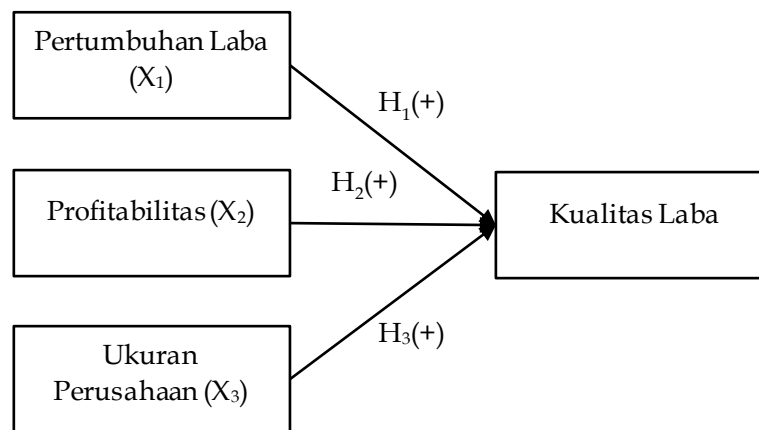 Pertumbuhan Laba
(X₁)
H₁(+)
Profitabilitas (X₂)
H₂(+)
Kualitas Laba
Ukuran
Perusahaan (X₃)
H₃(+)